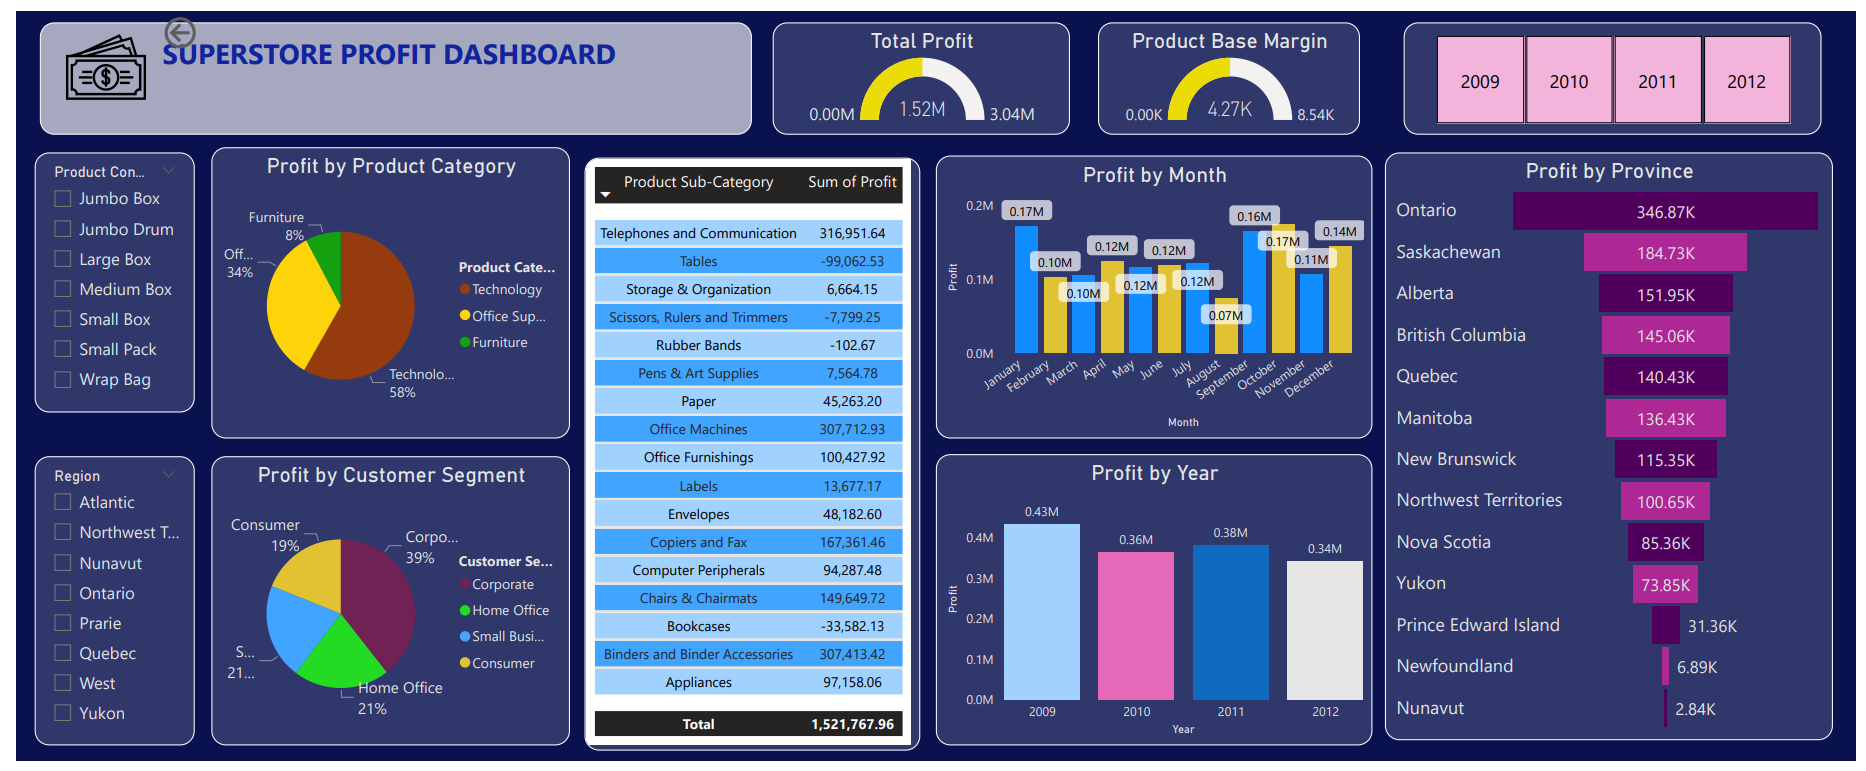 SUPERSTORE PROFIT DASHBOARD
Total Profit
0.00M
1.52M
3.04M
Product Base Margin
0.00K
4.27K
8.54K
2009
2010
2011
2012
Product Con...
Jumbo Box
Jumbo Drum
Large Box
Medium Box
Small Box
Small Pack
Wrap Bag
Profit by Product Category
Furniture
8%
Off...
34%
Technolo...
58%
Product Cate...
Technology
Office Sup...
Furniture
Product Sub-Category Sum of Profit
Telephones and Communication 316,951.64
Tables -99,062.53
Storage & Organization 6,664.15
Scissors, Rulers and Trimmers -7,799.25
Rubber Bands -102.67
Pens & Art Supplies 7,564.78
Paper 45,263.20
Office Machines 307,712.93
Office Furnishings 100,427.92
Labels 13,677.17
Envelopes 48,182.60
Copiers and Fax 167,361.46
Computer Peripherals 94,287.48
Chairs & Chairmats 149,649.72
Bookcases -33,582.13
Binders and Binder Accessories 307,413.42
Appliances 97,158.06
Total 1,521,767.96
Profit by Month
Profit
0.2M
0.1M
0.0M
0.17M
0.10M
0.10M
0.12M
0.12M
0.12M
0.12M
0.07M
0.16M
0.17M
0.11M
0.14M
January
February
March
April
May
June
July
August
September
October
November
December
Month
Profit by Province
Ontario 346.87K
Saskachewan 184.73K
Alberta 151.95K
British Columbia 145.06K
Quebec 140.43K
Manitoba 136.43K
New Brunswick 115.35K
Northwest Territories 100.65K
Nova Scotia 85.36K
Yukon 73.85K
Prince Edward Island 31.36K
Newfoundland 6.89K
Nunavut 2.84K
Region
Atlantic
Northwest T...
Nunavut
Ontario
Prarie
Quebec
West
Yukon
Profit by Customer Segment
Consumer
19%
Corpo...
39%
S...
21...
Home Office
21%
Customer Se...
Corporate
Home Office
Small Busi...
Consumer
Profit by Year
Profit
0.4M
0.3M
0.2M
0.1M
0.0M
0.43M
0.36M
0.38M
0.34M
2009
2010
2011
2012
Year